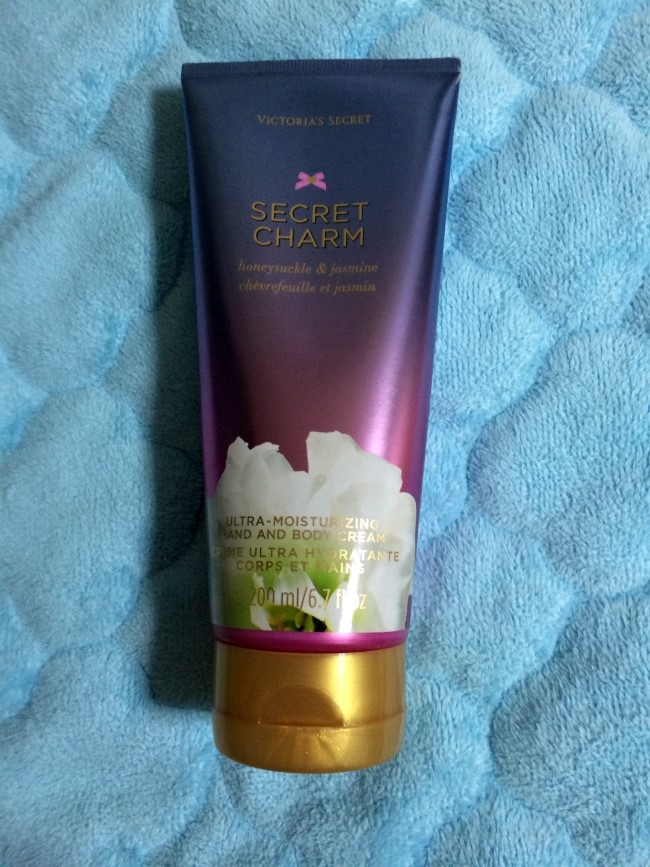 VICTORIA'S SECRET
SECRET
CHARM
honeysuckle & jasmine
chèvrefeuille et jasmin
ULTRA-MOISTURIZING
HAND AND BODY CREAM
CRÈME ULTRA HYDRATANTE
CORPS ET MAINS
200 ml/6.7 fl oz